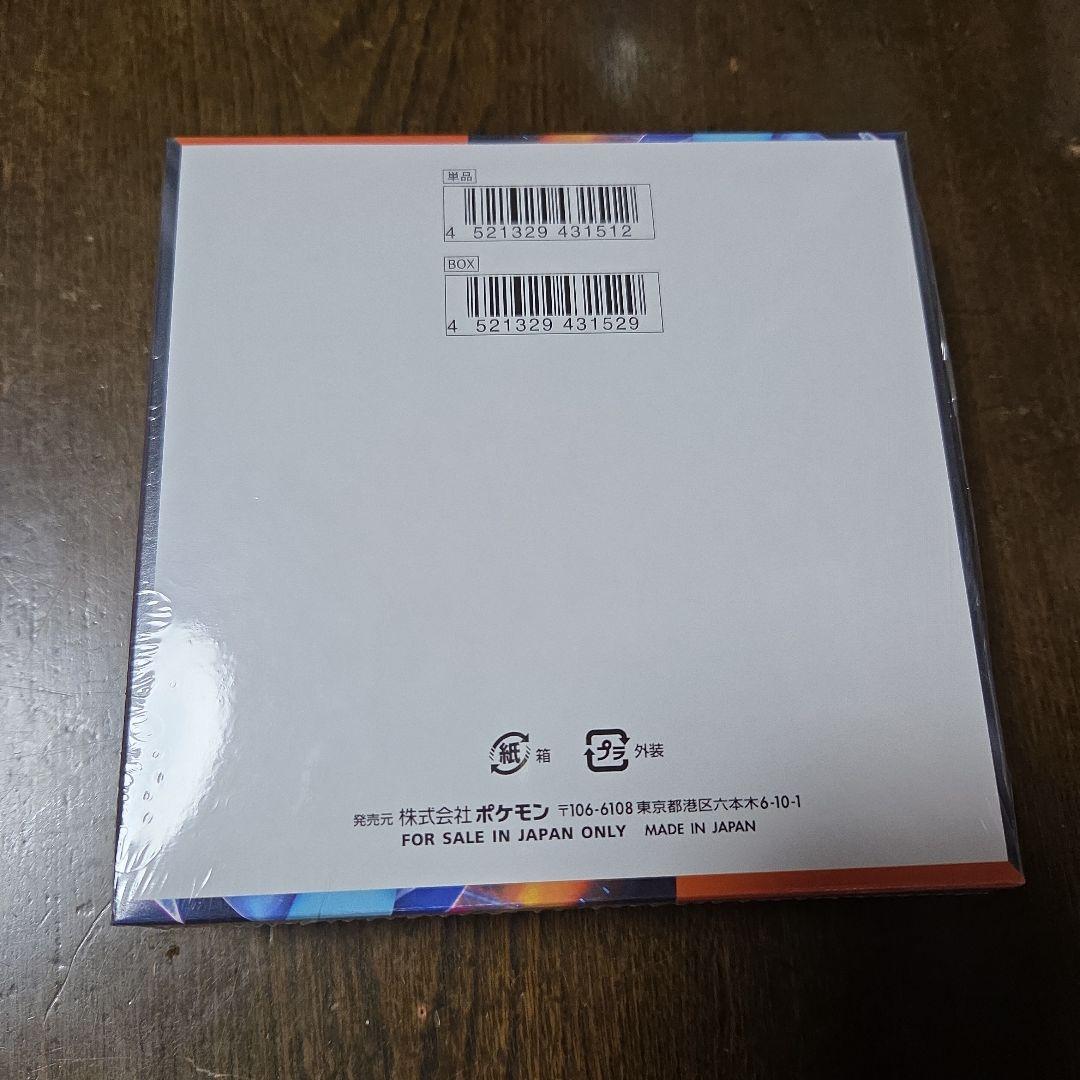 単品
4 521329 431512
BOX
4 521329 431529
紙 箱 プラ 外装
発売元 株式会社 ポケモン 〒106-6108 東京都港区六本木6-10-1
FOR SALE IN JAPAN ONLY MADE IN JAPAN